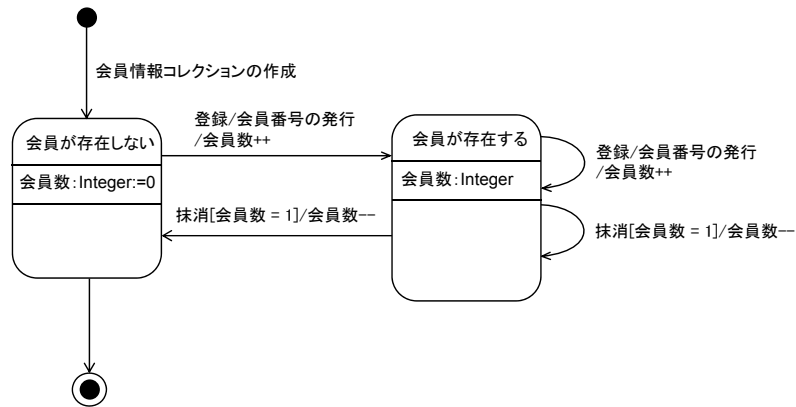 会員情報コレクションの作成
会員が存在しない
会員数:Integer:=0
登録/会員番号の発行
/会員数++
会員が存在する
会員数:Integer
登録/会員番号の発行
/会員数++
抹消[会員数 = 1]/会員数--
抹消[会員数 = 1]/会員数--